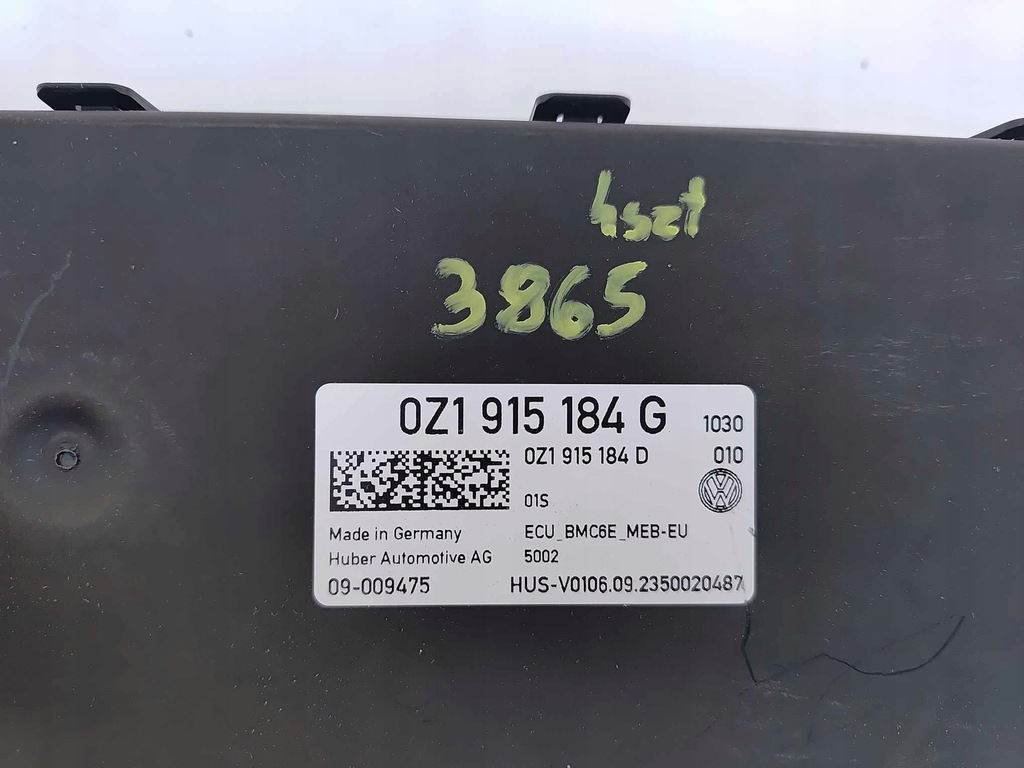 4szt
3865
0Z1 915 184 G 1030
0Z1 915 184 D 010
01S
Made in Germany ECU_BMC6E_MEB-EU
Huber Automotive AG 5002
09-009475 HUS-V0106.09.2350020487